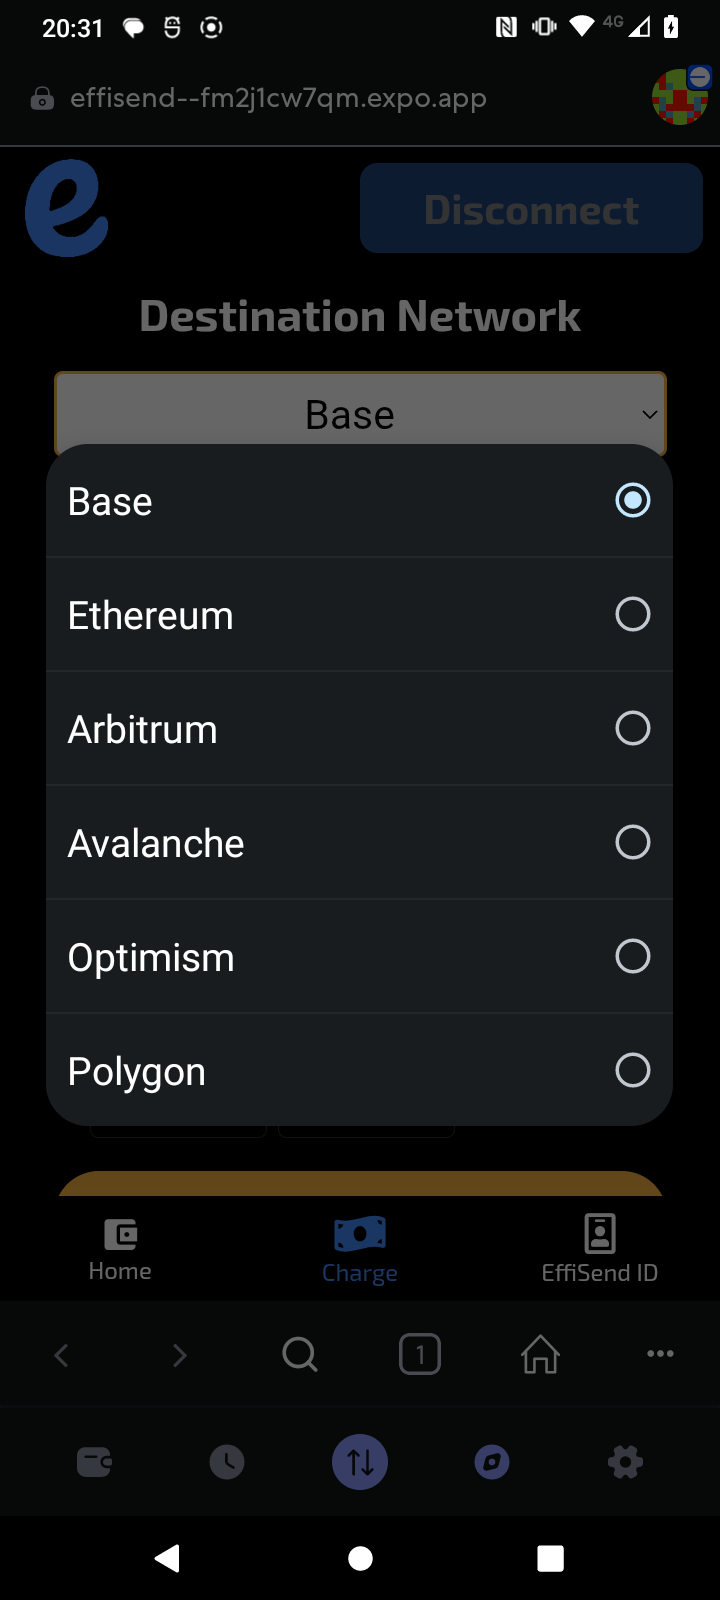 20:31
4G
effisend--fm2j1cw7qm.expo.app
e
Disconnect
Destination Network
Base
Base
Ethereum
Arbitrum
Avalanche
Optimism
Polygon
Home
Charge
EffiSend ID
1